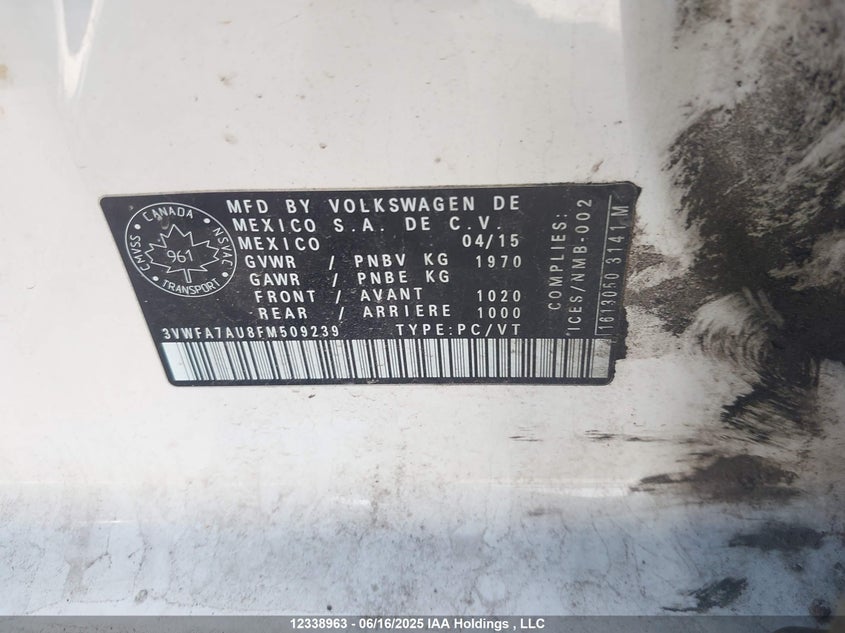 CANADA
CMVSS
NSVAC
961
TRANSPORT
MFD BY VOLKSWAGEN DE
MEXICO S.A. DE C.V.
MEXICO 04/15
GVWR / PNBV KG 1970
GAWR / PNBE KG
FRONT / AVANT 1020
REAR / ARRIERE 1000
3VWFA7AU8FM509239 TYPE:PC/VT
COMPLIES:
*ICES/NMB-002
1613050 3141 M
12338963 - 06/16/2025 IAA Holdings , LLC